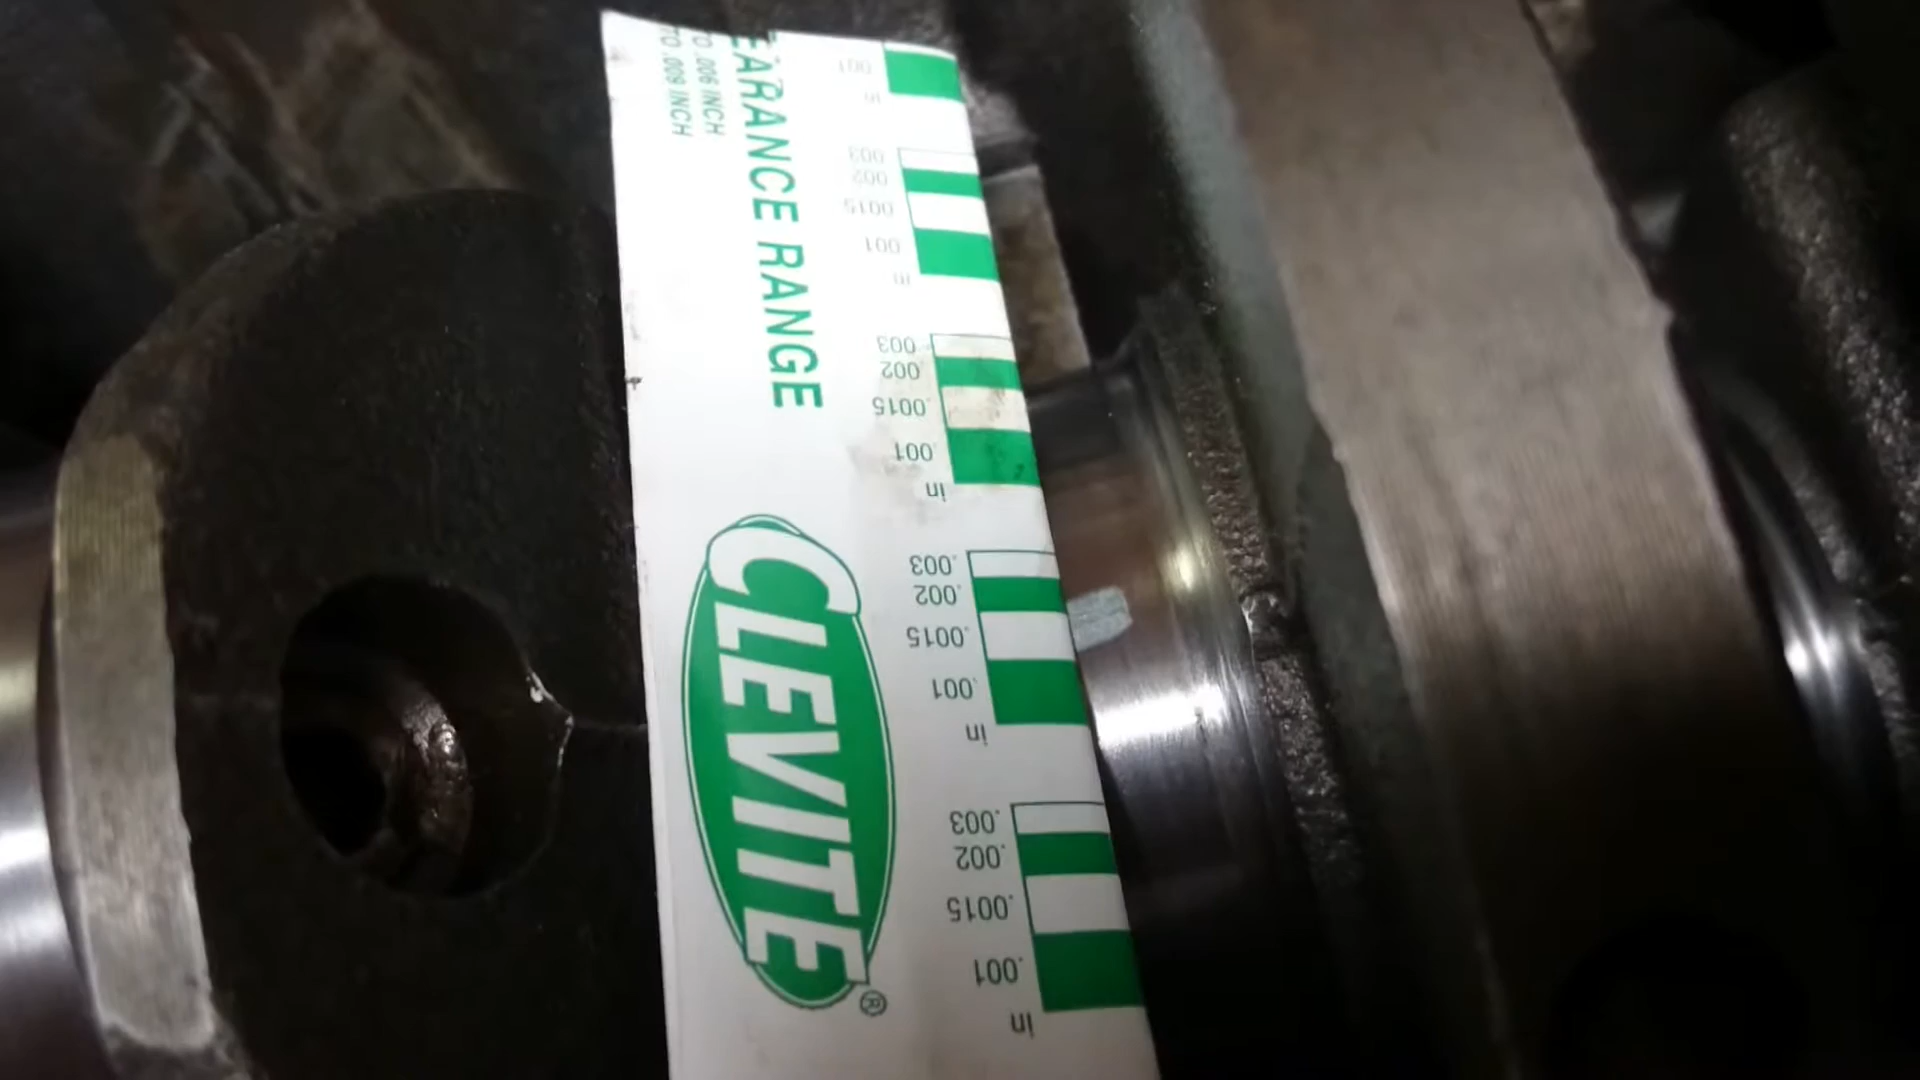 EARANCE RANGE
TO .006 INCH
TO .009 INCH
CLEVITE®
.001
in
.003
.002
.0015
.001
in
.003
.002
.0015
.001
in
.003
.002
.0015
.001
in
.003
.002
.0015
.001
in